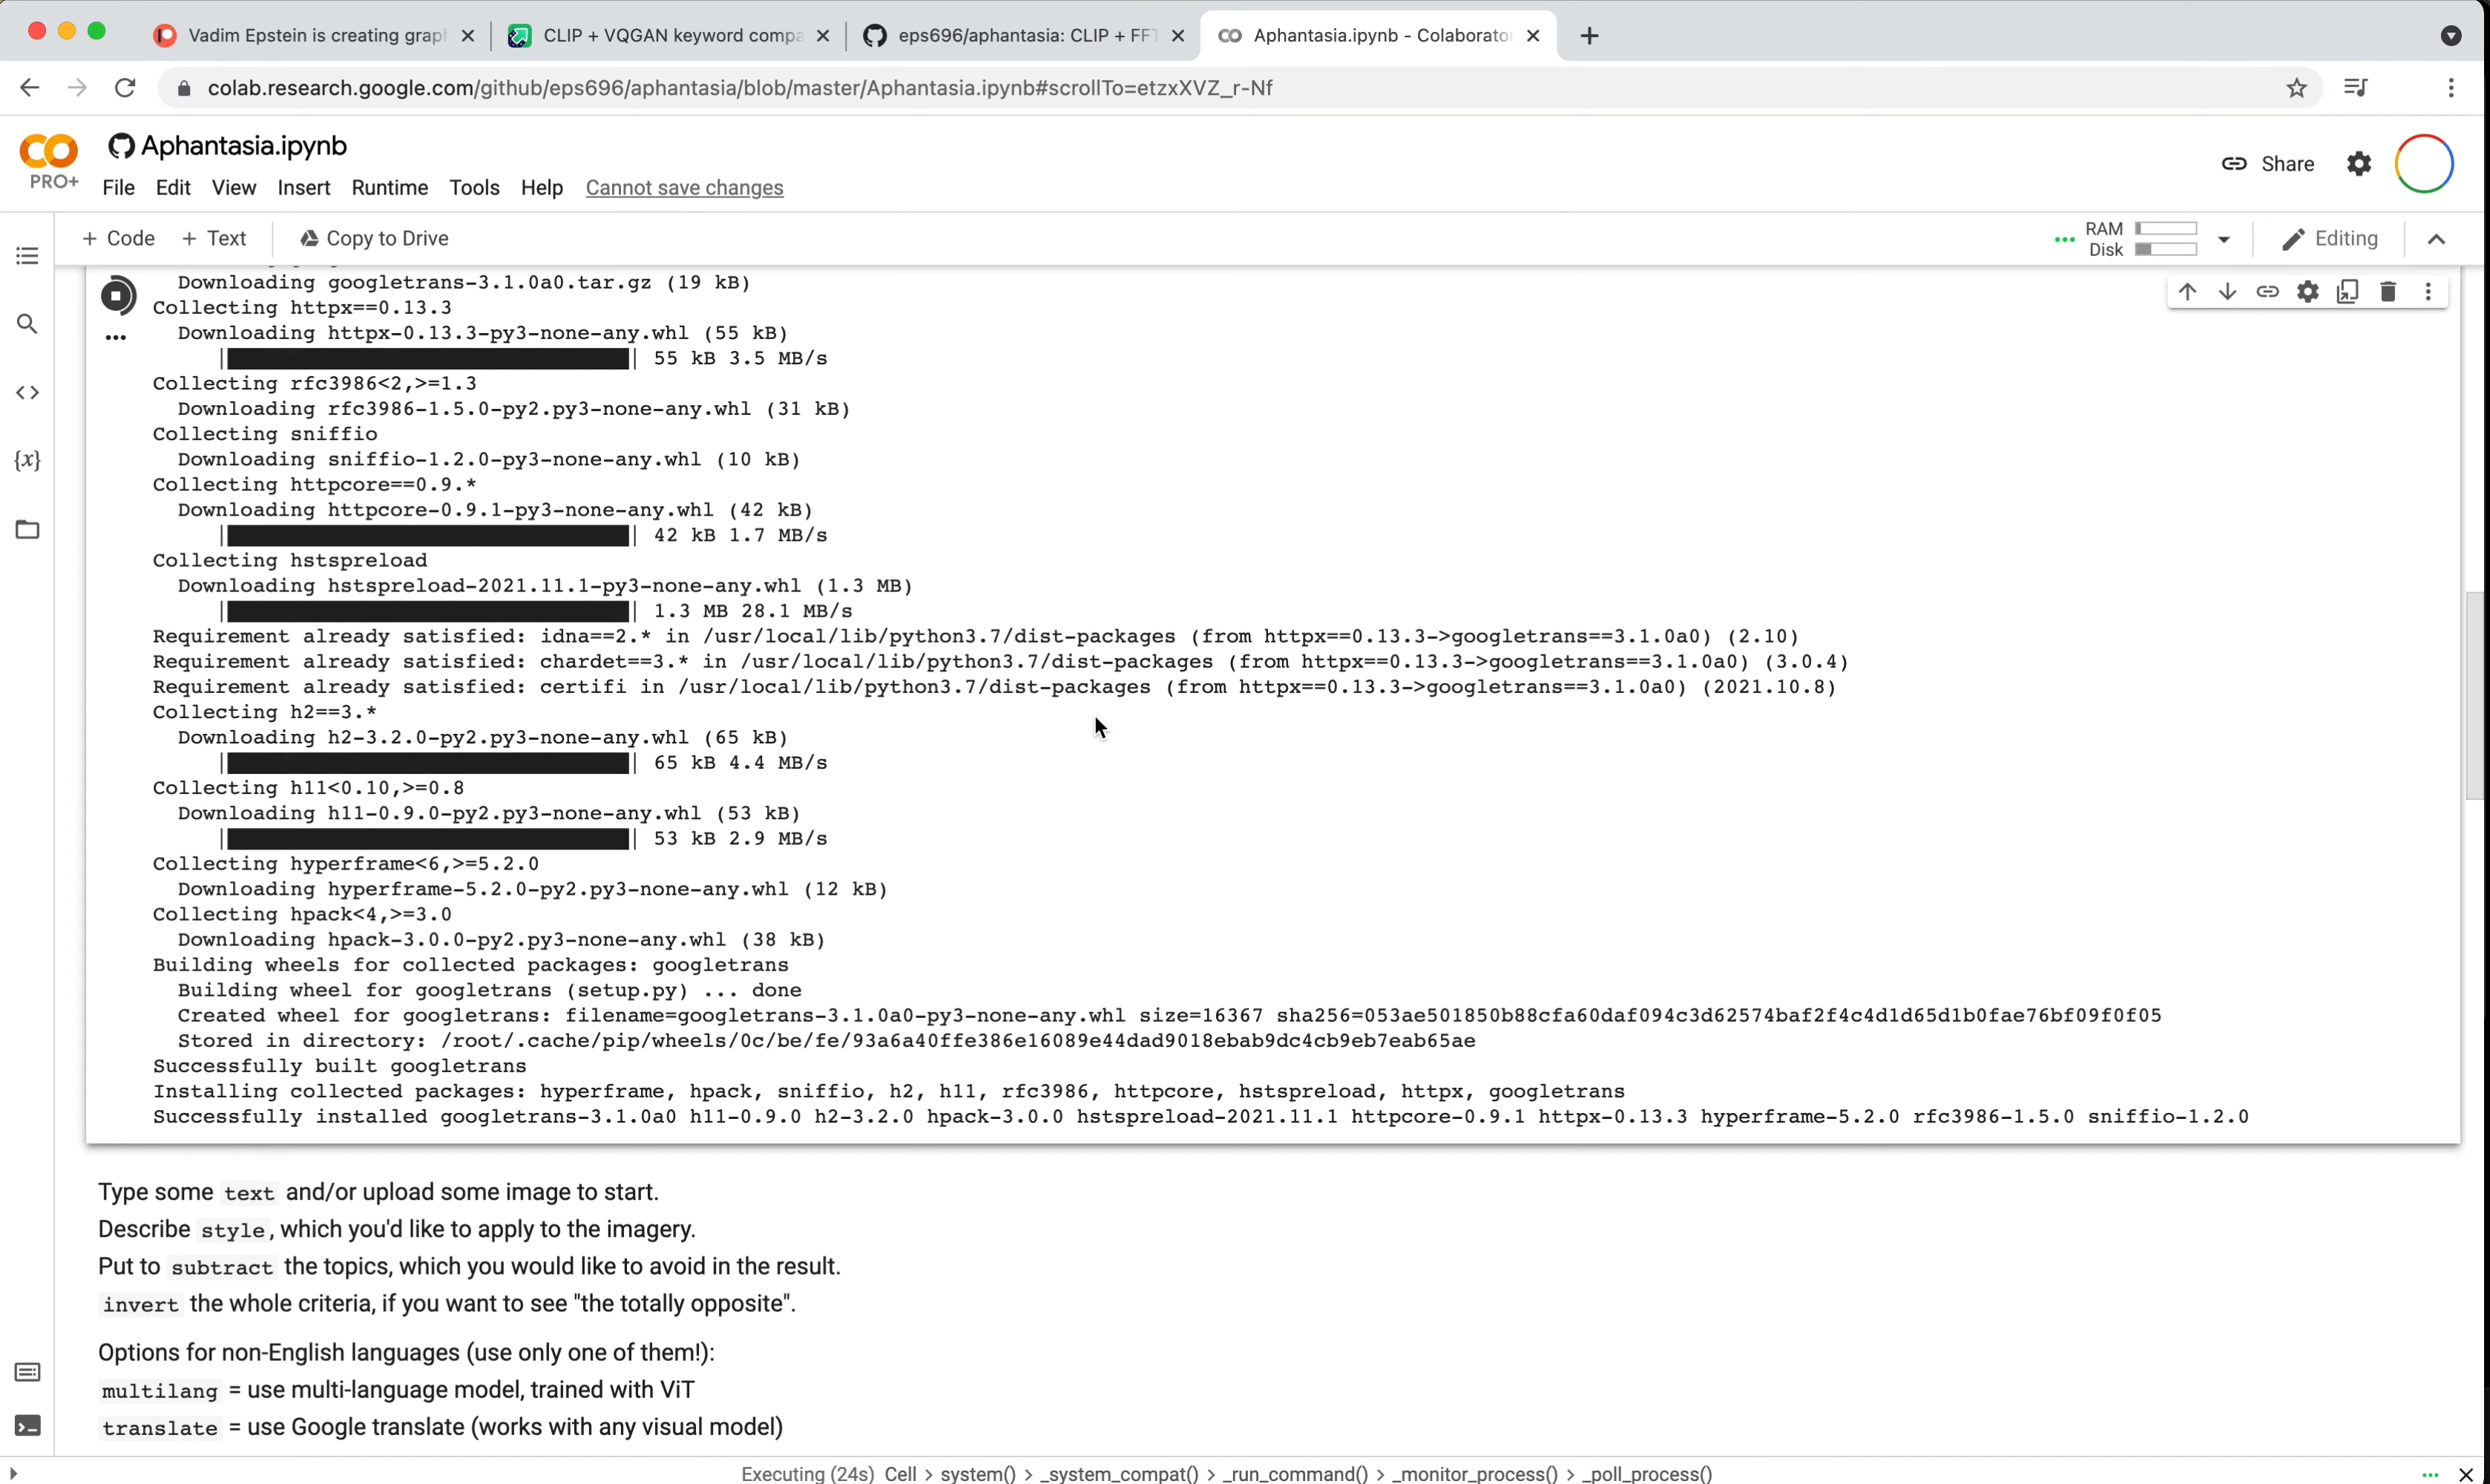 Vadim Epstein is creating grap
CLIP + VQGAN keyword compa
eps696/aphantasia: CLIP + FFT
Aphantasia.ipynb - Colaborato
colab.research.google.com/github/eps696/aphantasia/blob/master/Aphantasia.ipynb#scrollTo=etzxXVZ_r-Nf
CO
PRO+
Aphantasia.ipynb
File Edit View Insert Runtime Tools Help Cannot save changes
Share
+ Code + Text Copy to Drive
RAM
Disk
Editing
Downloading googletrans-3.1.0a0.tar.gz (19 kB)
Collecting httpx==0.13.3
Downloading httpx-0.13.3-py3-none-any.whl (55 kB)
|████████████████████████████████| 55 kB 3.5 MB/s
Collecting rfc3986<2,>=1.3
Downloading rfc3986-1.5.0-py2.py3-none-any.whl (31 kB)
Collecting sniffio
Downloading sniffio-1.2.0-py3-none-any.whl (10 kB)
Collecting httpcore==0.9.*
Downloading httpcore-0.9.1-py3-none-any.whl (42 kB)
|████████████████████████████████| 42 kB 1.7 MB/s
Collecting hstspreload
Downloading hstspreload-2021.11.1-py3-none-any.whl (1.3 MB)
|████████████████████████████████| 1.3 MB 28.1 MB/s
Requirement already satisfied: idna==2.* in /usr/local/lib/python3.7/dist-packages (from httpx==0.13.3->googletrans==3.1.0a0) (2.10)
Requirement already satisfied: chardet==3.* in /usr/local/lib/python3.7/dist-packages (from httpx==0.13.3->googletrans==3.1.0a0) (3.0.4)
Requirement already satisfied: certifi in /usr/local/lib/python3.7/dist-packages (from httpx==0.13.3->googletrans==3.1.0a0) (2021.10.8)
Collecting h2==3.*
Downloading h2-3.2.0-py2.py3-none-any.whl (65 kB)
|████████████████████████████████| 65 kB 4.4 MB/s
Collecting h11<0.10,>=0.8
Downloading h11-0.9.0-py2.py3-none-any.whl (53 kB)
|████████████████████████████████| 53 kB 2.9 MB/s
Collecting hyperframe<6,>=5.2.0
Downloading hyperframe-5.2.0-py2.py3-none-any.whl (12 kB)
Collecting hpack<4,>=3.0
Downloading hpack-3.0.0-py2.py3-none-any.whl (38 kB)
Building wheels for collected packages: googletrans
Building wheel for googletrans (setup.py) ... done
Created wheel for googletrans: filename=googletrans-3.1.0a0-py3-none-any.whl size=16367 sha256=053ae501850b88cfa60daf094c3d62574baf2f4c4d1d65d1b0fae76bf09f0f05
Stored in directory: /root/.cache/pip/wheels/0c/be/fe/93a6a40ffe386e16089e44dad9018ebab9dc4cb9eb7eab65ae
Successfully built googletrans
Installing collected packages: hyperframe, hpack, sniffio, h2, h11, rfc3986, httpcore, hstspreload, httpx, googletrans
Successfully installed googletrans-3.1.0a0 h11-0.9.0 h2-3.2.0 hpack-3.0.0 hstspreload-2021.11.1 httpcore-0.9.1 httpx-0.13.3 hyperframe-5.2.0 rfc3986-1.5.0 sniffio-1.2.0
Type some text and/or upload some image to start.
Describe style, which you'd like to apply to the imagery.
Put to subtract the topics, which you would like to avoid in the result.
invert the whole criteria, if you want to see "the totally opposite".
Options for non-English languages (use only one of them!):
multilang = use multi-language model, trained with ViT
translate = use Google translate (works with any visual model)
Executing (24s) Cell > system() > _system_compat() > _run_command() > _monitor_process() > _poll_process()